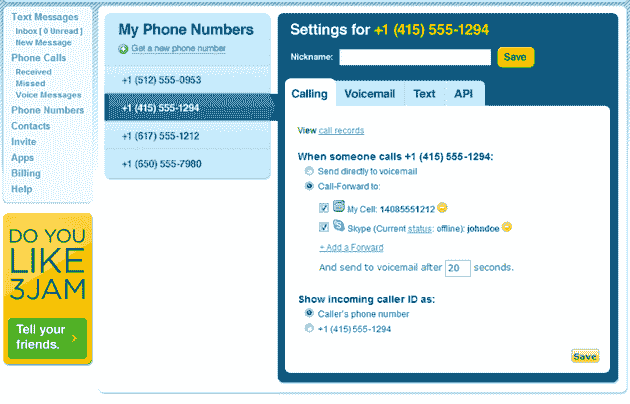 Text Messages
Inbox [ 0 Unread ]
New Message
Phone Calls
Received
Missed
Voice Messages
Phone Numbers
Contacts
Invite
Apps
Billing
Help
DO YOU
LIKE
3JAM
Tell your
friends.
My Phone Numbers
Get a new phone number
+1 (512) 555-0953
+1 (415) 555-1294
+1 (617) 555-1212
+1 (650) 555-7980
Settings for +1 (415) 555-1294
Nickname: Save
Calling Voicemail Text API
View call records
When someone calls +1 (415) 555-1294:
Send directly to voicemail
Call-Forward to:
My Cell: 14085551212
Skype (Current status: offline): johndoe
+ Add a Forward
And send to voicemail after 20 seconds.
Show incoming caller ID as:
Caller's phone number
+1 (415) 555-1294
Save